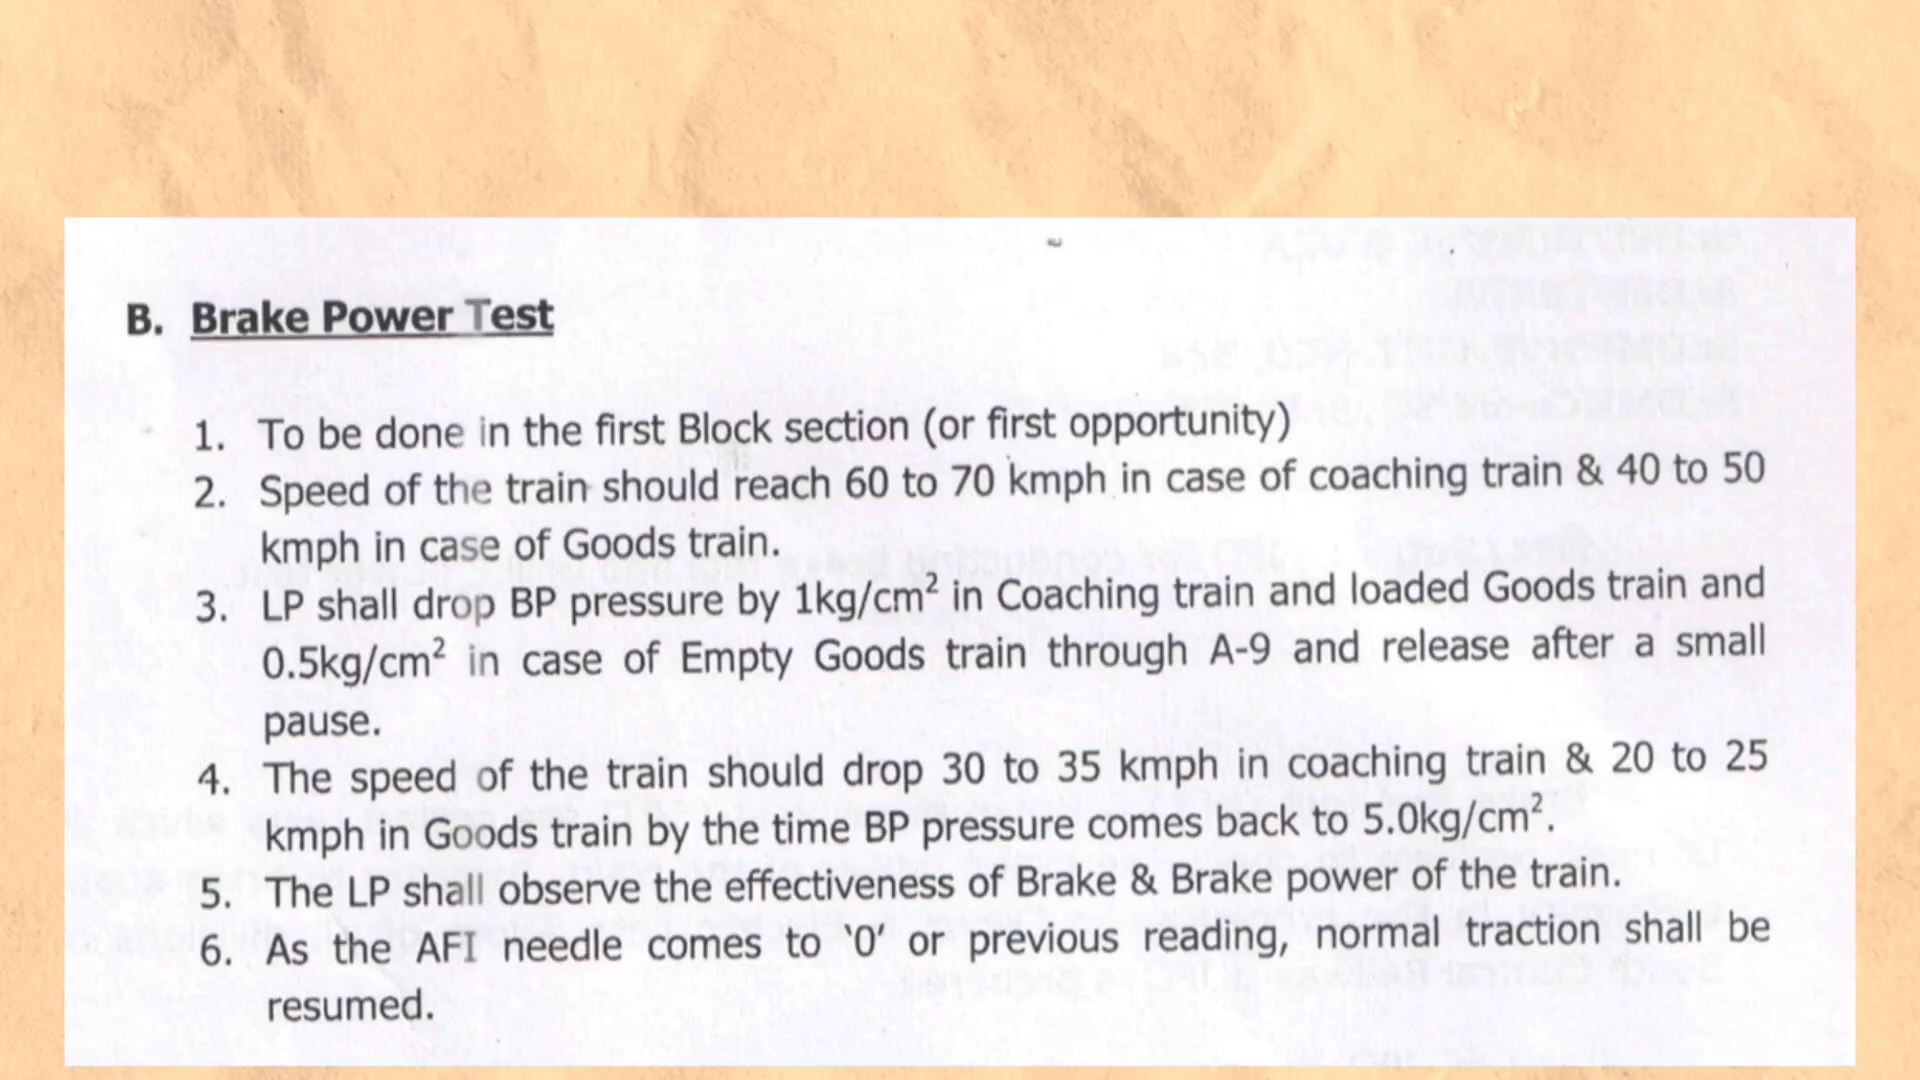 B. Brake Power Test
1. To be done in the first Block section (or first opportunity)
2. Speed of the train should reach 60 to 70 kmph in case of coaching train & 40 to 50
kmph in case of Goods train.
3. LP shall drop BP pressure by 1kg/cm² in Coaching train and loaded Goods train and
0.5kg/cm² in case of Empty Goods train through A-9 and release after a small
pause.
4. The speed of the train should drop 30 to 35 kmph in coaching train & 20 to 25
kmph in Goods train by the time BP pressure comes back to 5.0kg/cm².
5. The LP shall observe the effectiveness of Brake & Brake power of the train.
6. As the AFI needle comes to ‘0’ or previous reading, normal traction shall be
resumed.